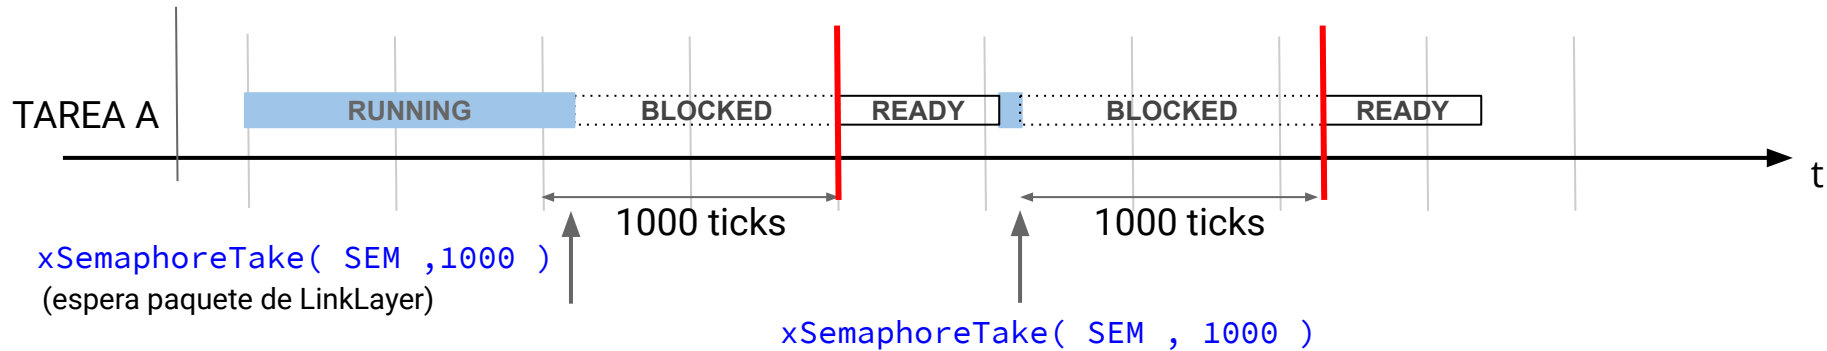 TAREA A
RUNNING
BLOCKED
READY
BLOCKED
READY
t
1000 ticks
1000 ticks
xSemaphoreTake( SEM ,1000 )
(espera paquete de LinkLayer)
xSemaphoreTake( SEM , 1000 )